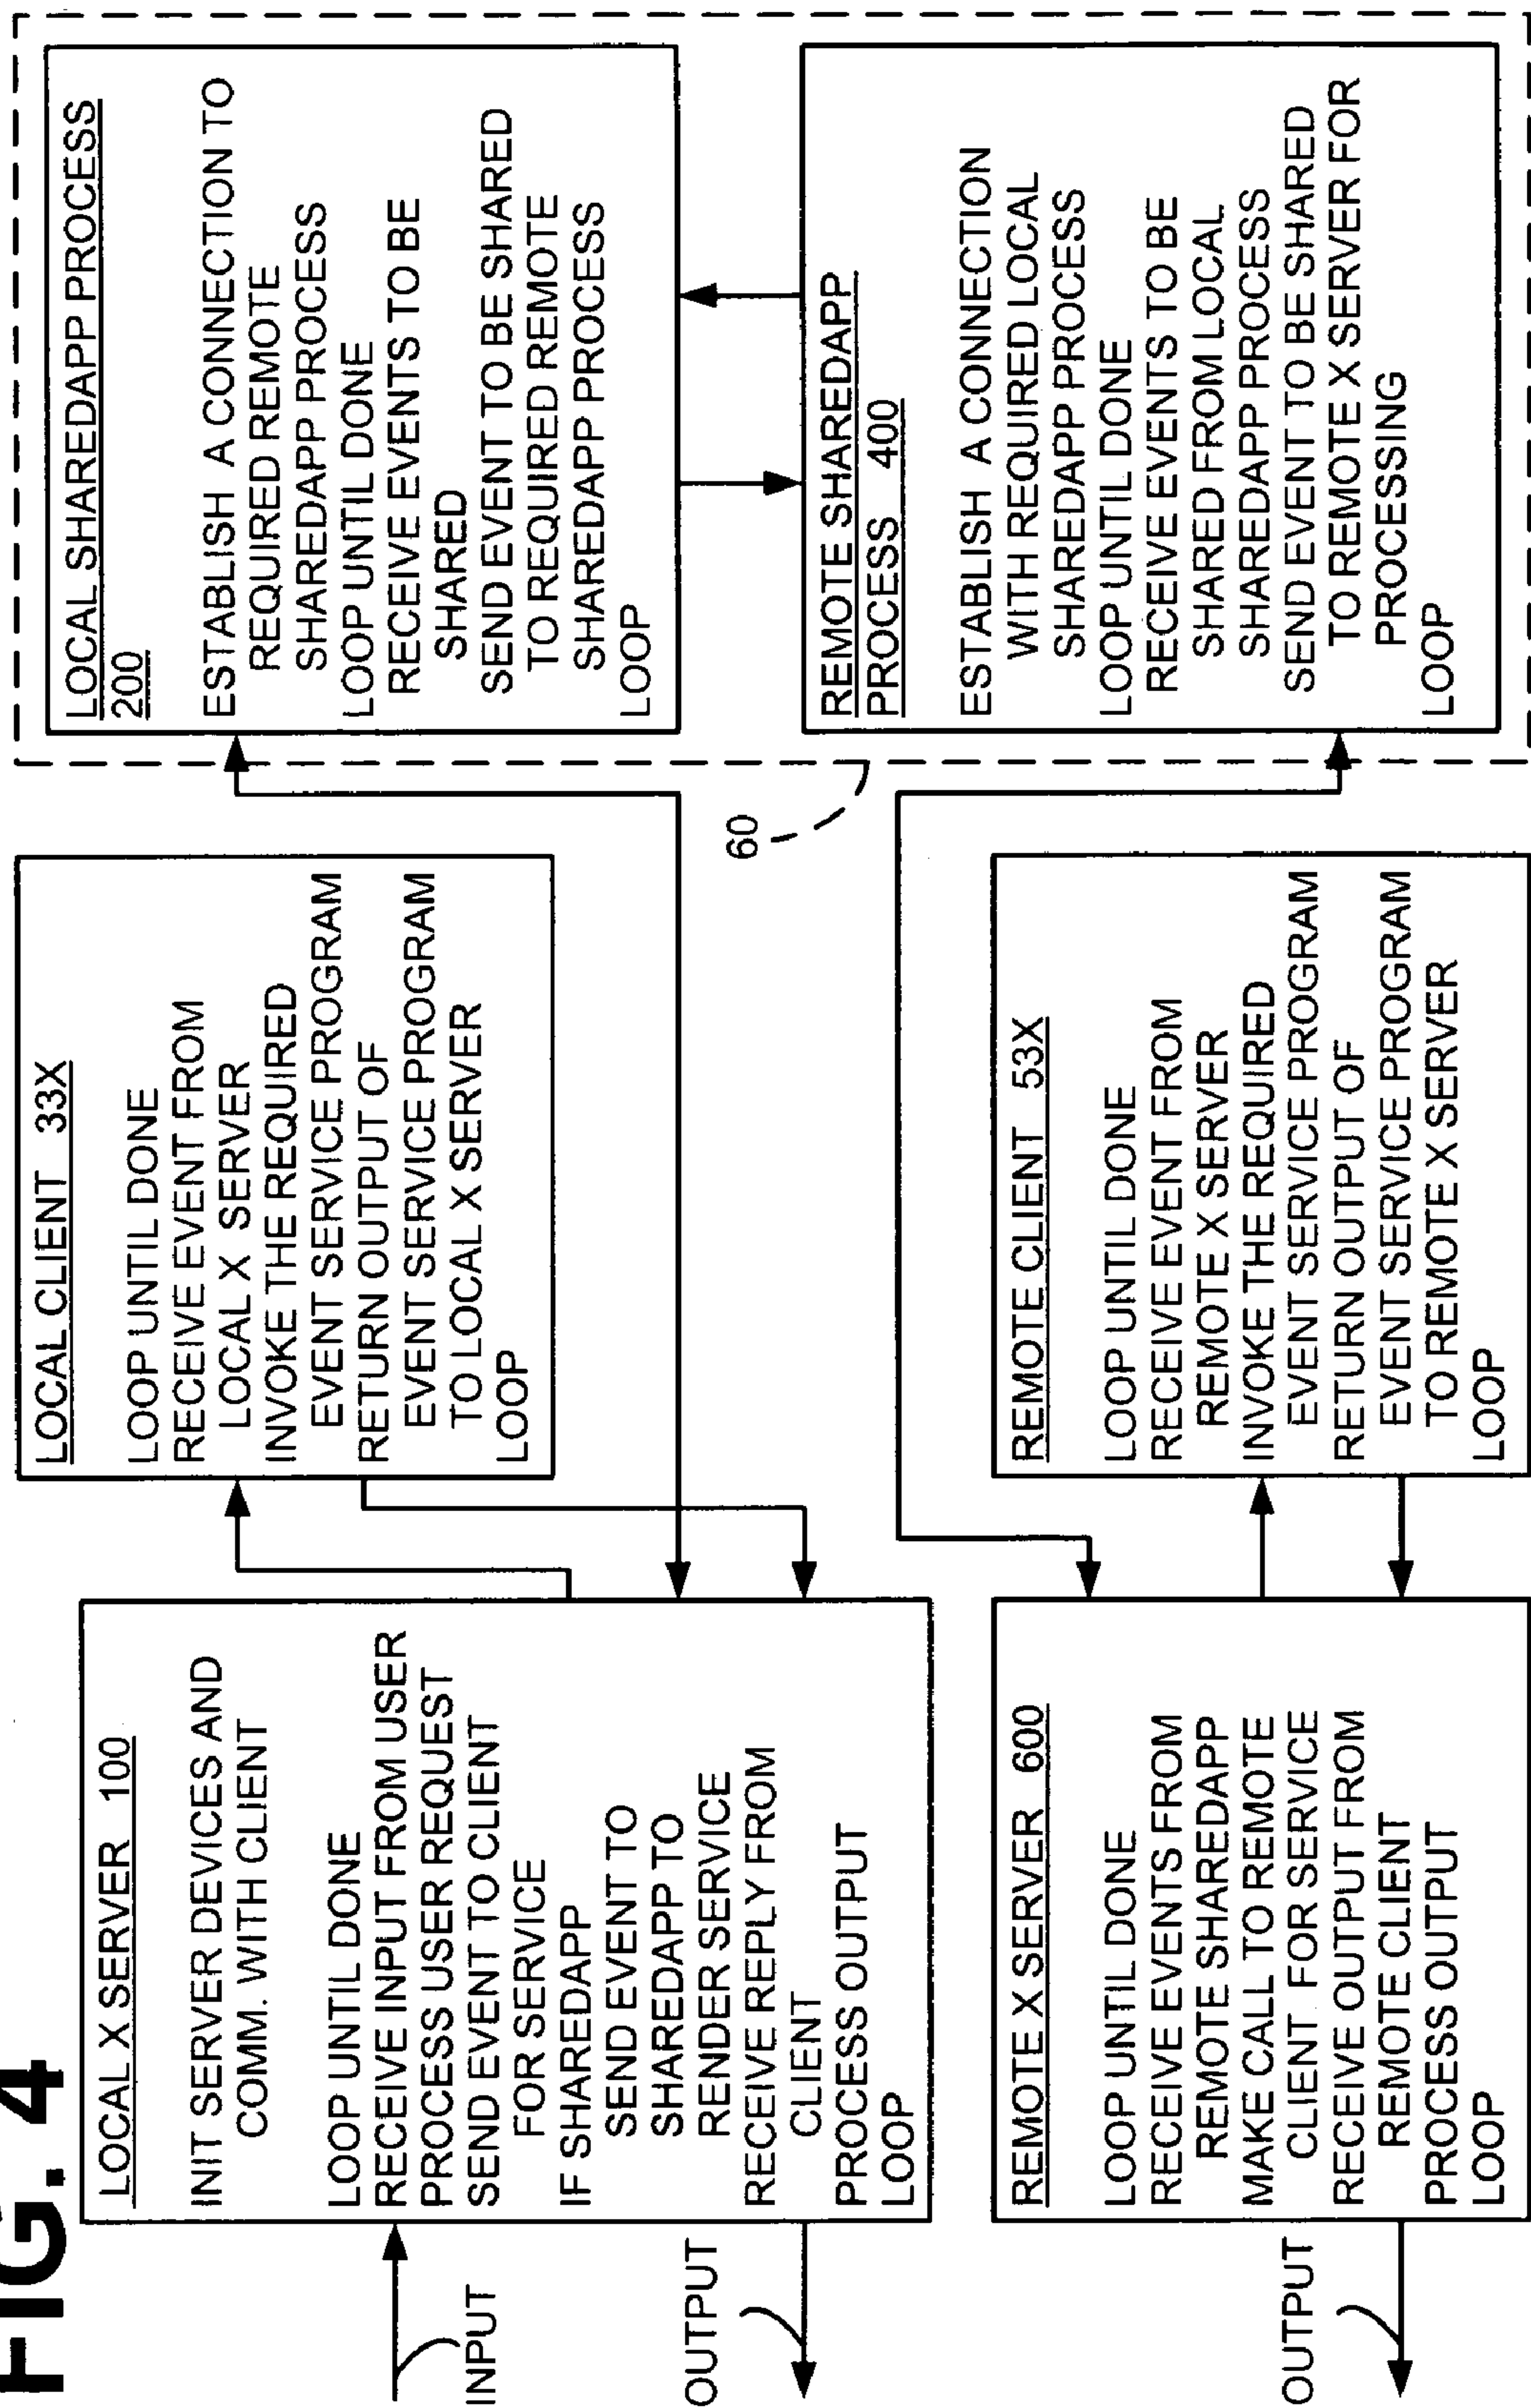 FIG. 4
LOCAL X SERVER 100
INIT SERVER DEVICES AND
COMM. WITH CLIENT
LOOP UNTIL DONE
RECEIVE INPUT FROM USER
PROCESS USER REQUEST
SEND EVENT TO CLIENT
FOR SERVICE
IF SHAREDAPP
SEND EVENT TO
SHAREDAPP TO
RENDER SERVICE
RECEIVE REPLY FROM
CLIENT
PROCESS OUTPUT
LOOP
INPUT
OUTPUT
LOCAL CLIENT 33X
LOOP UNTIL DONE
RECEIVE EVENT FROM
LOCAL X SERVER
INVOKE THE REQUIRED
EVENT SERVICE PROGRAM
RETURN OUTPUT OF
EVENT SERVICE PROGRAM
TO LOCAL X SERVER
LOOP
LOCAL SHAREDAPP PROCESS
200
ESTABLISH A CONNECTION TO
REQUIRED REMOTE
SHAREDAPP PROCESS
LOOP UNTIL DONE
RECEIVE EVENTS TO BE
SHARED
SEND EVENT TO BE SHARED
TO REQUIRED REMOTE
SHAREDAPP PROCESS
LOOP
60
REMOTE X SERVER 600
LOOP UNTIL DONE
RECEIVE EVENTS FROM
REMOTE SHAREDAPP
MAKE CALL TO REMOTE
CLIENT FOR SERVICE
RECEIVE OUTPUT FROM
REMOTE CLIENT
PROCESS OUTPUT
LOOP
OUTPUT
REMOTE CLIENT 53X
LOOP UNTIL DONE
RECEIVE EVENT FROM
REMOTE X SERVER
INVOKE THE REQUIRED
EVENT SERVICE PROGRAM
RETURN OUTPUT OF
EVENT SERVICE PROGRAM
TO REMOTE X SERVER
LOOP
REMOTE SHAREDAPP
PROCESS 400
ESTABLISH A CONNECTION
WITH REQUIRED LOCAL
SHAREDAPP PROCESS
LOOP UNTIL DONE
RECEIVE EVENTS TO BE
SHARED FROM LOCAL
SHAREDAPP PROCESS
SEND EVENT TO BE SHARED
TO REMOTE X SERVER FOR
PROCESSING
LOOP